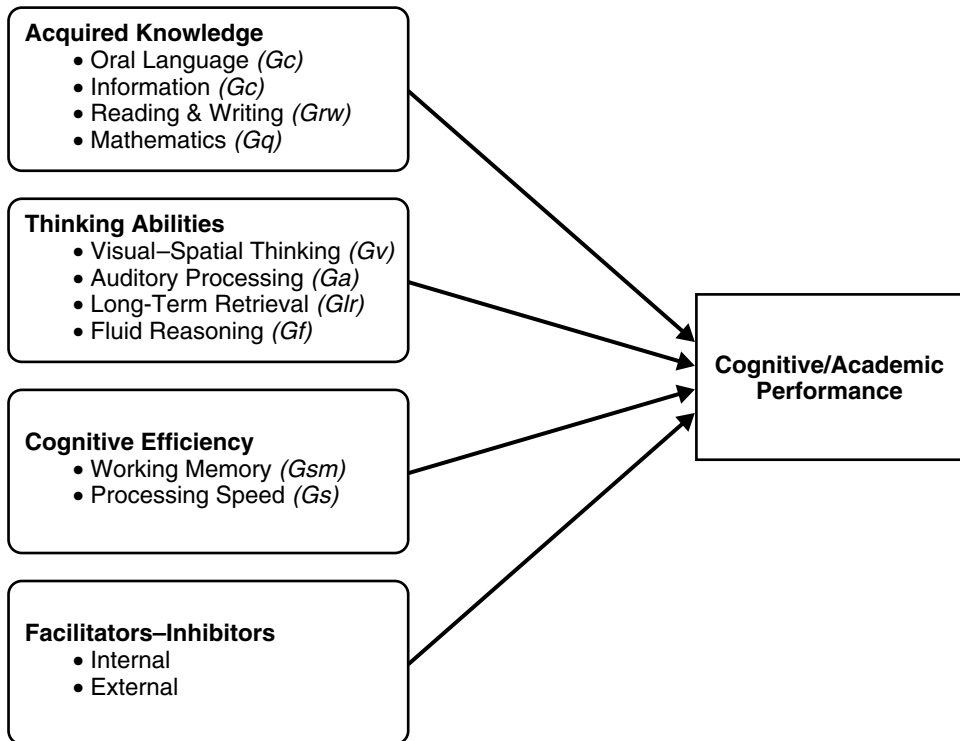 Acquired Knowledge
• Oral Language (Gc)
• Information (Gc)
• Reading & Writing (Grw)
• Mathematics (Gq)
Thinking Abilities
• Visual–Spatial Thinking (Gv)
• Auditory Processing (Ga)
• Long-Term Retrieval (Glr)
• Fluid Reasoning (Gf)
Cognitive Efficiency
• Working Memory (Gsm)
• Processing Speed (Gs)
Facilitators–Inhibitors
• Internal
• External
Cognitive/Academic
Performance